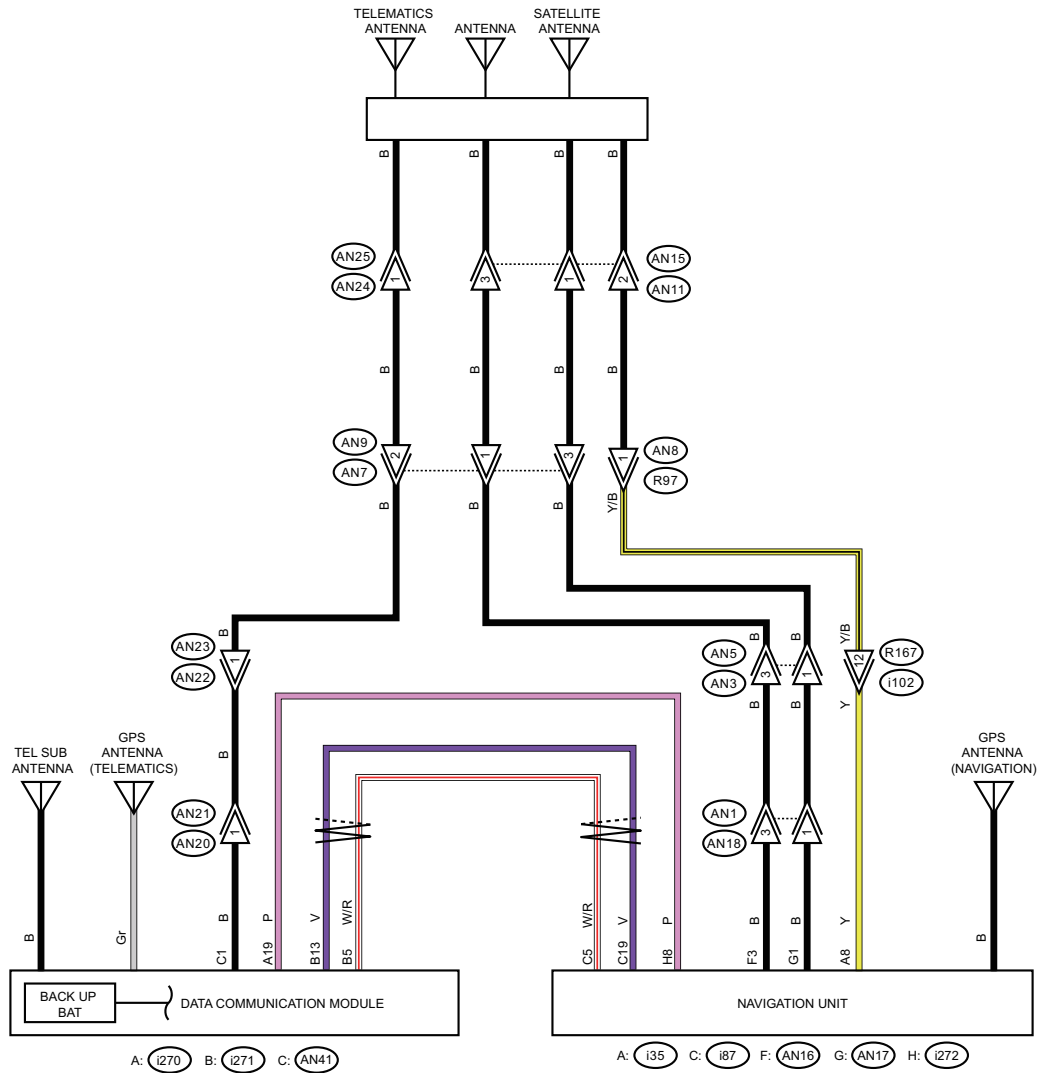 TELEMATICS
ANTENNA
ANTENNA
SATELLITE
ANTENNA
B B B B
AN25
AN24
1 3 1 2
AN15
AN11
B B B B
AN9
AN7
2 1 3 1
AN8
R97
B B B Y/B
B
AN23
AN22
1
B B Y/B
AN5
AN3
3 1 12
R167
i102
B B Y
B
TEL SUB
ANTENNA
GPS
ANTENNA
(TELEMATICS)
GPS
ANTENNA
(NAVIGATION)
AN21
AN20
1
AN1
AN18
3 1
B Gr B P V W/R W/R V P B B Y B
C1 A19 B13 B5 C5 C19 H8 F3 G1 A8
BACK UP
BAT
DATA COMMUNICATION MODULE
NAVIGATION UNIT
A: i270 B: i271 C: AN41
A: i35 C: i87 F: AN16 G: AN17 H: i272